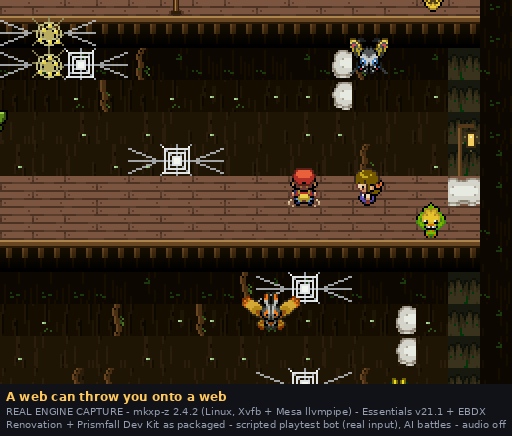 A web can throw you onto a web
REAL ENGINE CAPTURE - mkxp-z 2.4.2 (Linux, Xvfb + Mesa llvmpipe) - Essentials v21.1 + EBDX
Renovation + Prismfall Dev Kit as packaged - scripted playtest bot (real input), AI battles - audio off